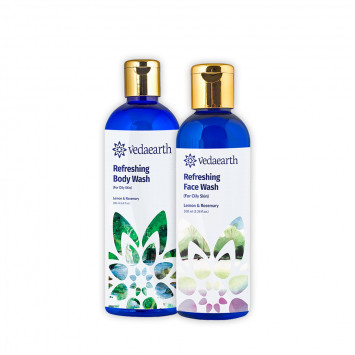 vedaearth
Refreshing
Body Wash
(For Oily Skin)
Lemon & Rosemary
vedaearth
Refreshing
Face Wash
(For Oily Skin)
Lemon & Rosemary